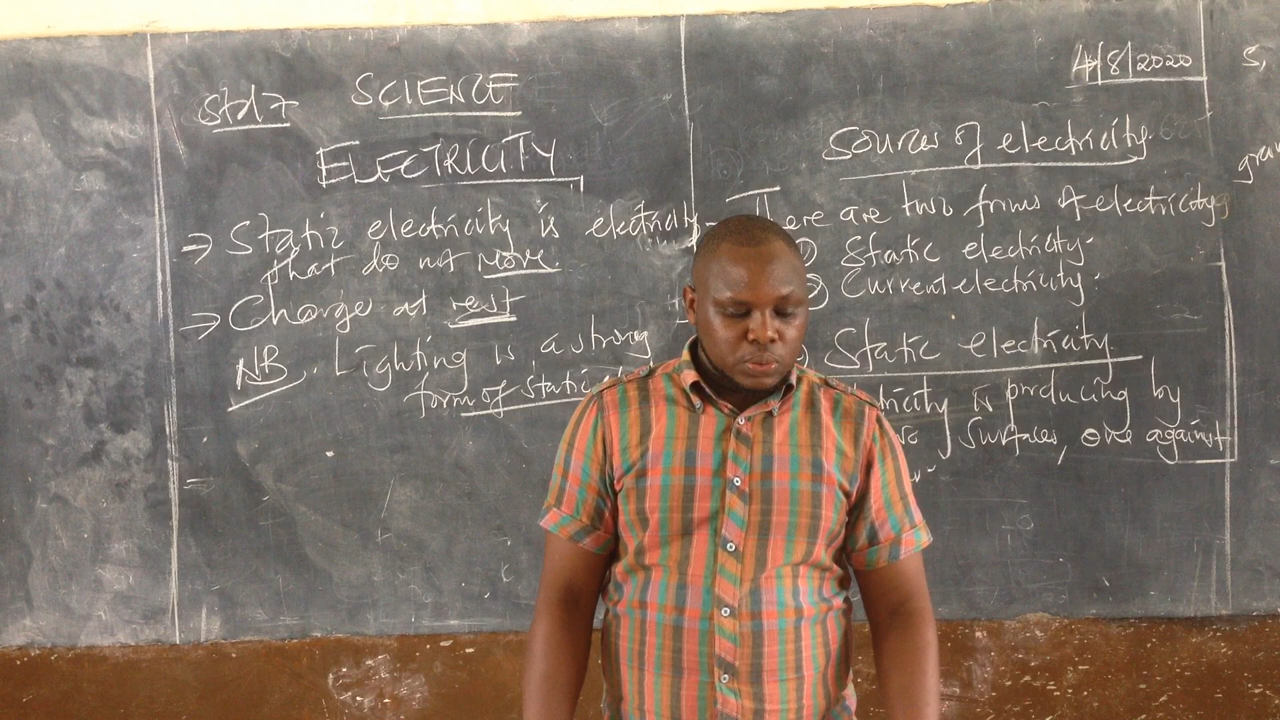 Std 7 SCIENCE
ELECTRICITY
→ Static electricity is electricity
that do not move.
→ Charge at rest
NB. Lighting is a strong
form of static
4/8/2020
Sources of electricity.
There are two forms of electricity
Static electricity.
② Current electricity.
Static electricity.
is producing by
surfaces, one against